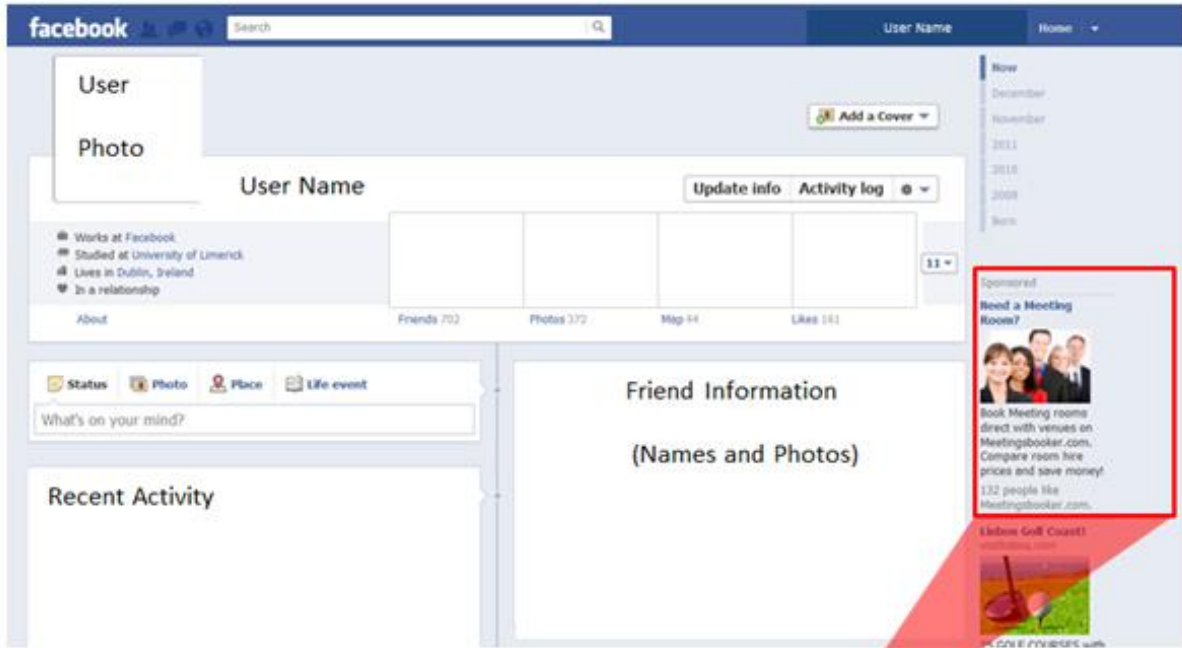 facebook Search User Name Home
User
Photo
Add a Cover
User Name
Update info Activity log
Works at Facebook
Studied at University of Limerick
Lives in Dublin, Ireland
In a relationship
11
About Friends 702 Photos 372 Map 44 Likes 161
Status Photo Place Life event
What's on your mind?
Recent Activity
Friend Information
(Names and Photos)
Now
December
November
2011
2010
2009
Born
Sponsored
Need a Meeting
Room?
Book Meeting rooms
direct with venues on
Meetingsbooker.com.
Compare room hire
prices and save money!
132 people like
Meetingsbooker.com.
Lisbon Golf Coast!
GOLF COURSES with